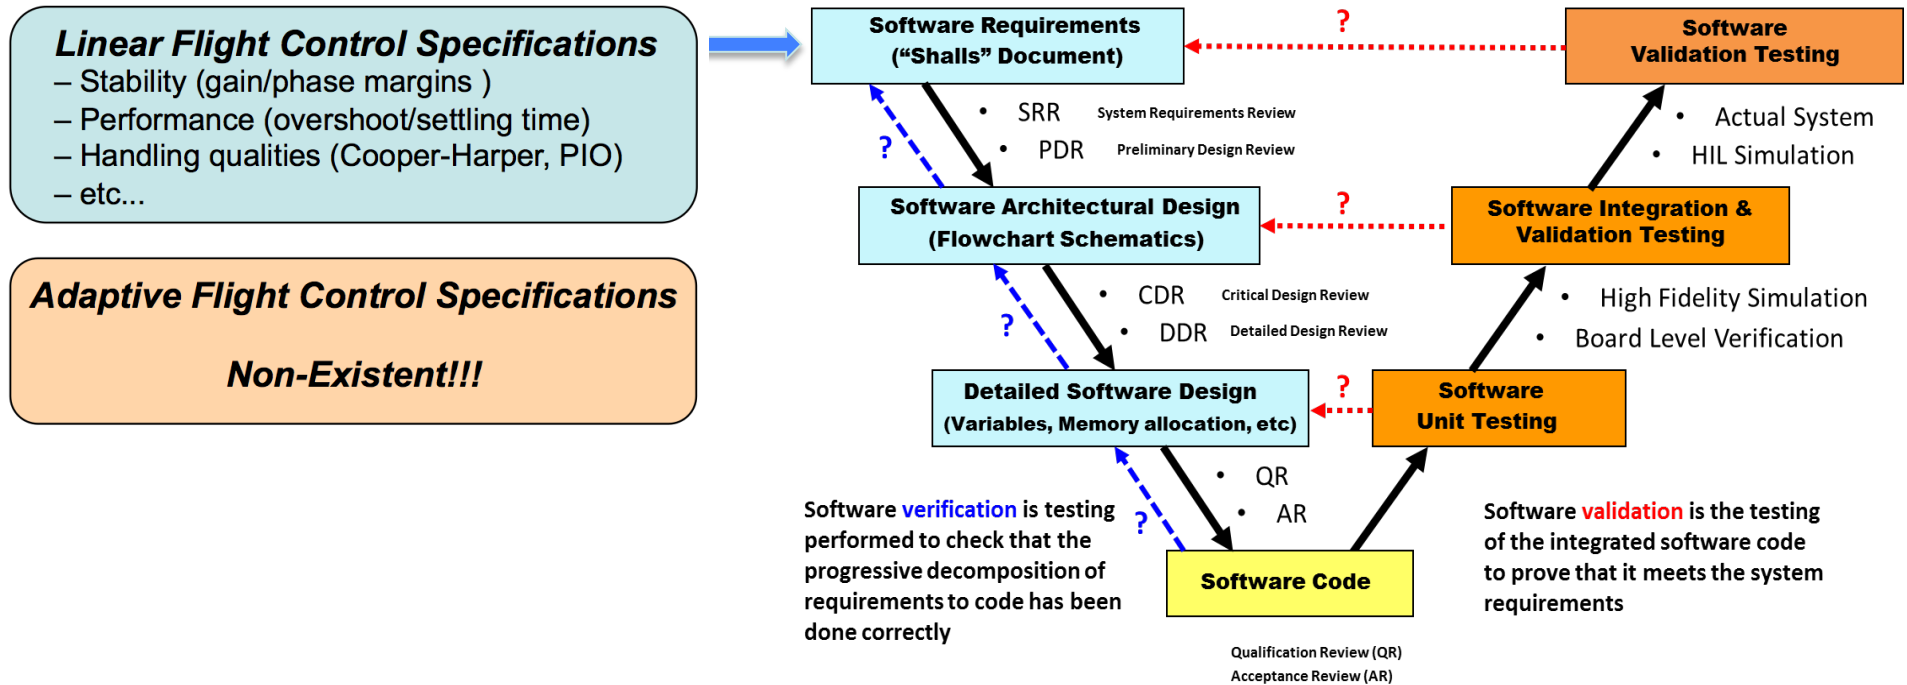 Linear Flight Control Specifications
– Stability (gain/phase margins )
– Performance (overshoot/settling time)
– Handling qualities (Cooper-Harper, PIO)
– etc...
Adaptive Flight Control Specifications
Non-Existent!!!
Software Requirements
(“Shalls” Document)
?
Software
Validation Testing
• SRR System Requirements Review
• PDR Preliminary Design Review
?
• Actual System
• HIL Simulation
Software Architectural Design
(Flowchart Schematics)
?
Software Integration &
Validation Testing
• CDR Critical Design Review
• DDR Detailed Design Review
?
• High Fidelity Simulation
• Board Level Verification
Detailed Software Design
(Variables, Memory allocation, etc)
?
Software
Unit Testing
• QR
• AR
?
Software verification is testing
performed to check that the
progressive decomposition of
requirements to code has been
done correctly
Software Code
Software validation is the testing
of the integrated software code
to prove that it meets the system
requirements
Qualification Review (QR)
Acceptance Review (AR)